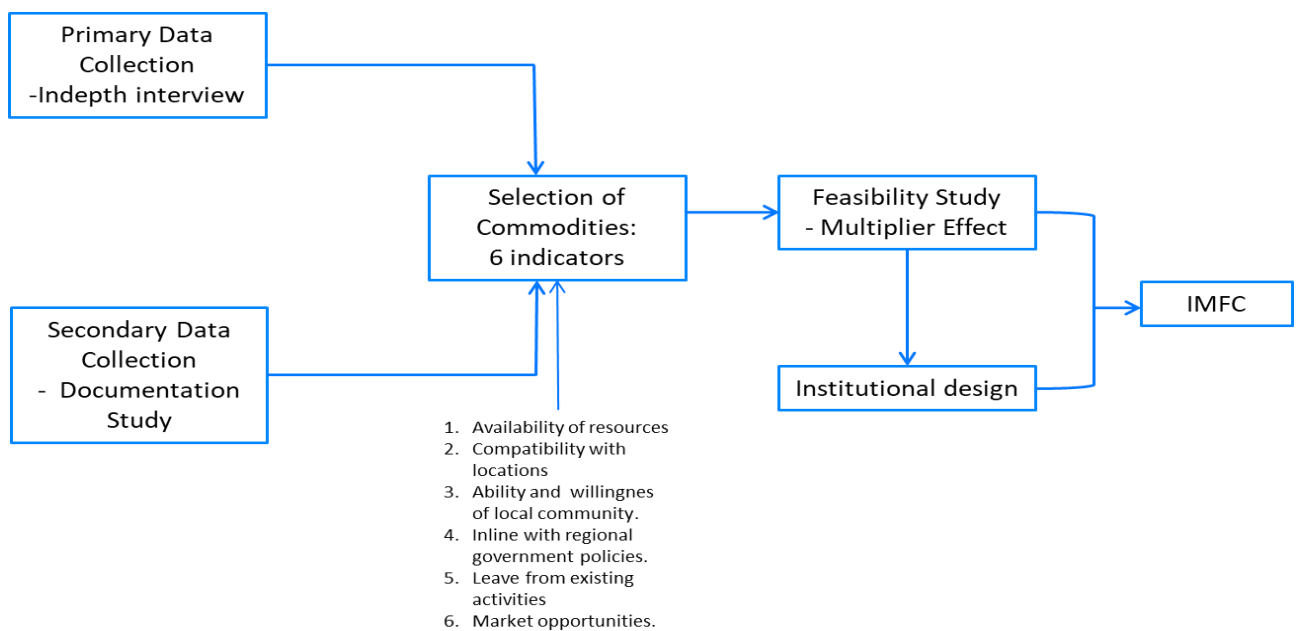 Primary Data
Collection
-Indepth interview
Secondary Data
Collection
- Documentation
Study
Selection of
Commodities:
6 indicators
1. Availability of resources
2. Compatibility with
locations
3. Ability and willingnes
of local community.
4. Inline with regional
government policies.
5. Leave from existing
activities
6. Market opportunities.
Feasibility Study
- Multiplier Effect
Institutional design
IMFC